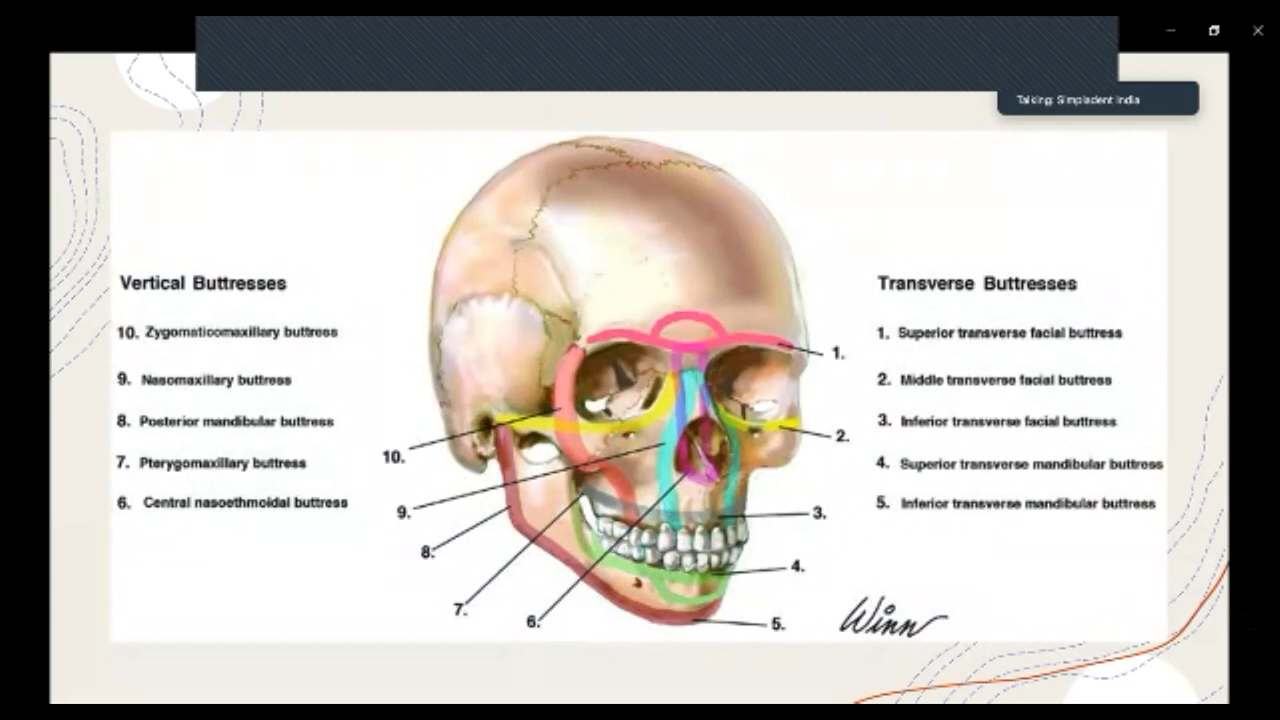 Talking: Simpladent India
Vertical Buttresses
10. Zygomaticomaxillary buttress
9. Nasomaxillary buttress
8. Posterior mandibular buttress
7. Pterygomaxillary buttress
6. Central nasoethmoidal buttress
Transverse Buttresses
1. Superior transverse facial buttress
2. Middle transverse facial buttress
3. Inferior transverse facial buttress
4. Superior transverse mandibular buttress
5. Inferior transverse mandibular buttress
1.
2.
3.
4.
5.
10.
9.
8.
7.
6.
Winn